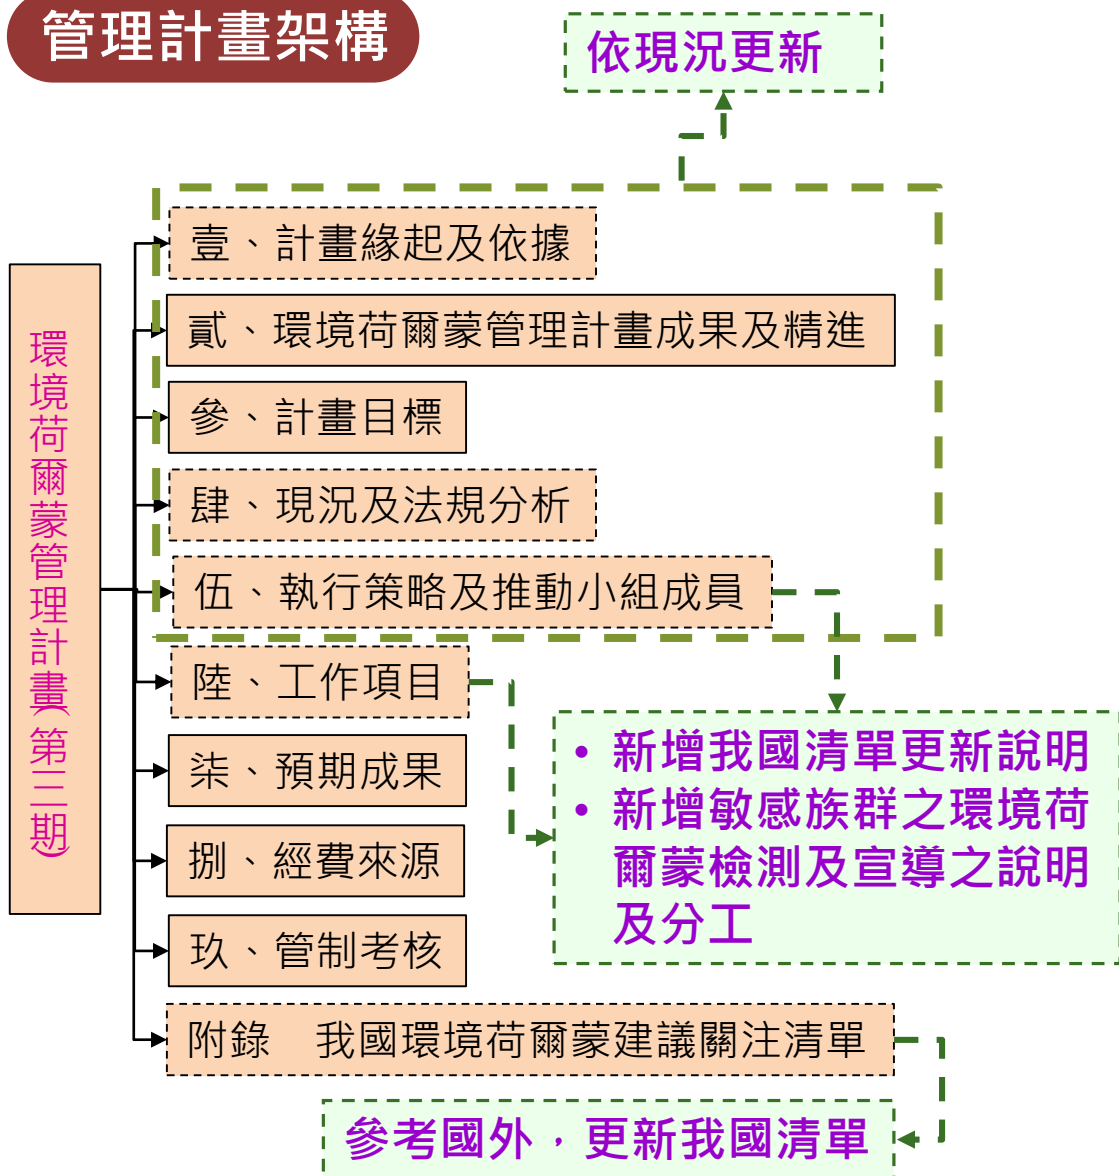 管理計畫架構
依現況更新
環境荷爾蒙管理計畫(第三期)
壹、計畫緣起及依據
貳、環境荷爾蒙管理計畫成果及精進
參、計畫目標
肆、現況及法規分析
伍、執行策略及推動小組成員
陸、工作項目
柒、預期成果
捌、經費來源
玖、管制考核
附錄　我國環境荷爾蒙建議關注清單
• 新增我國清單更新說明
• 新增敏感族群之環境荷
爾蒙檢測及宣導之說明
及分工
參考國外，更新我國清單